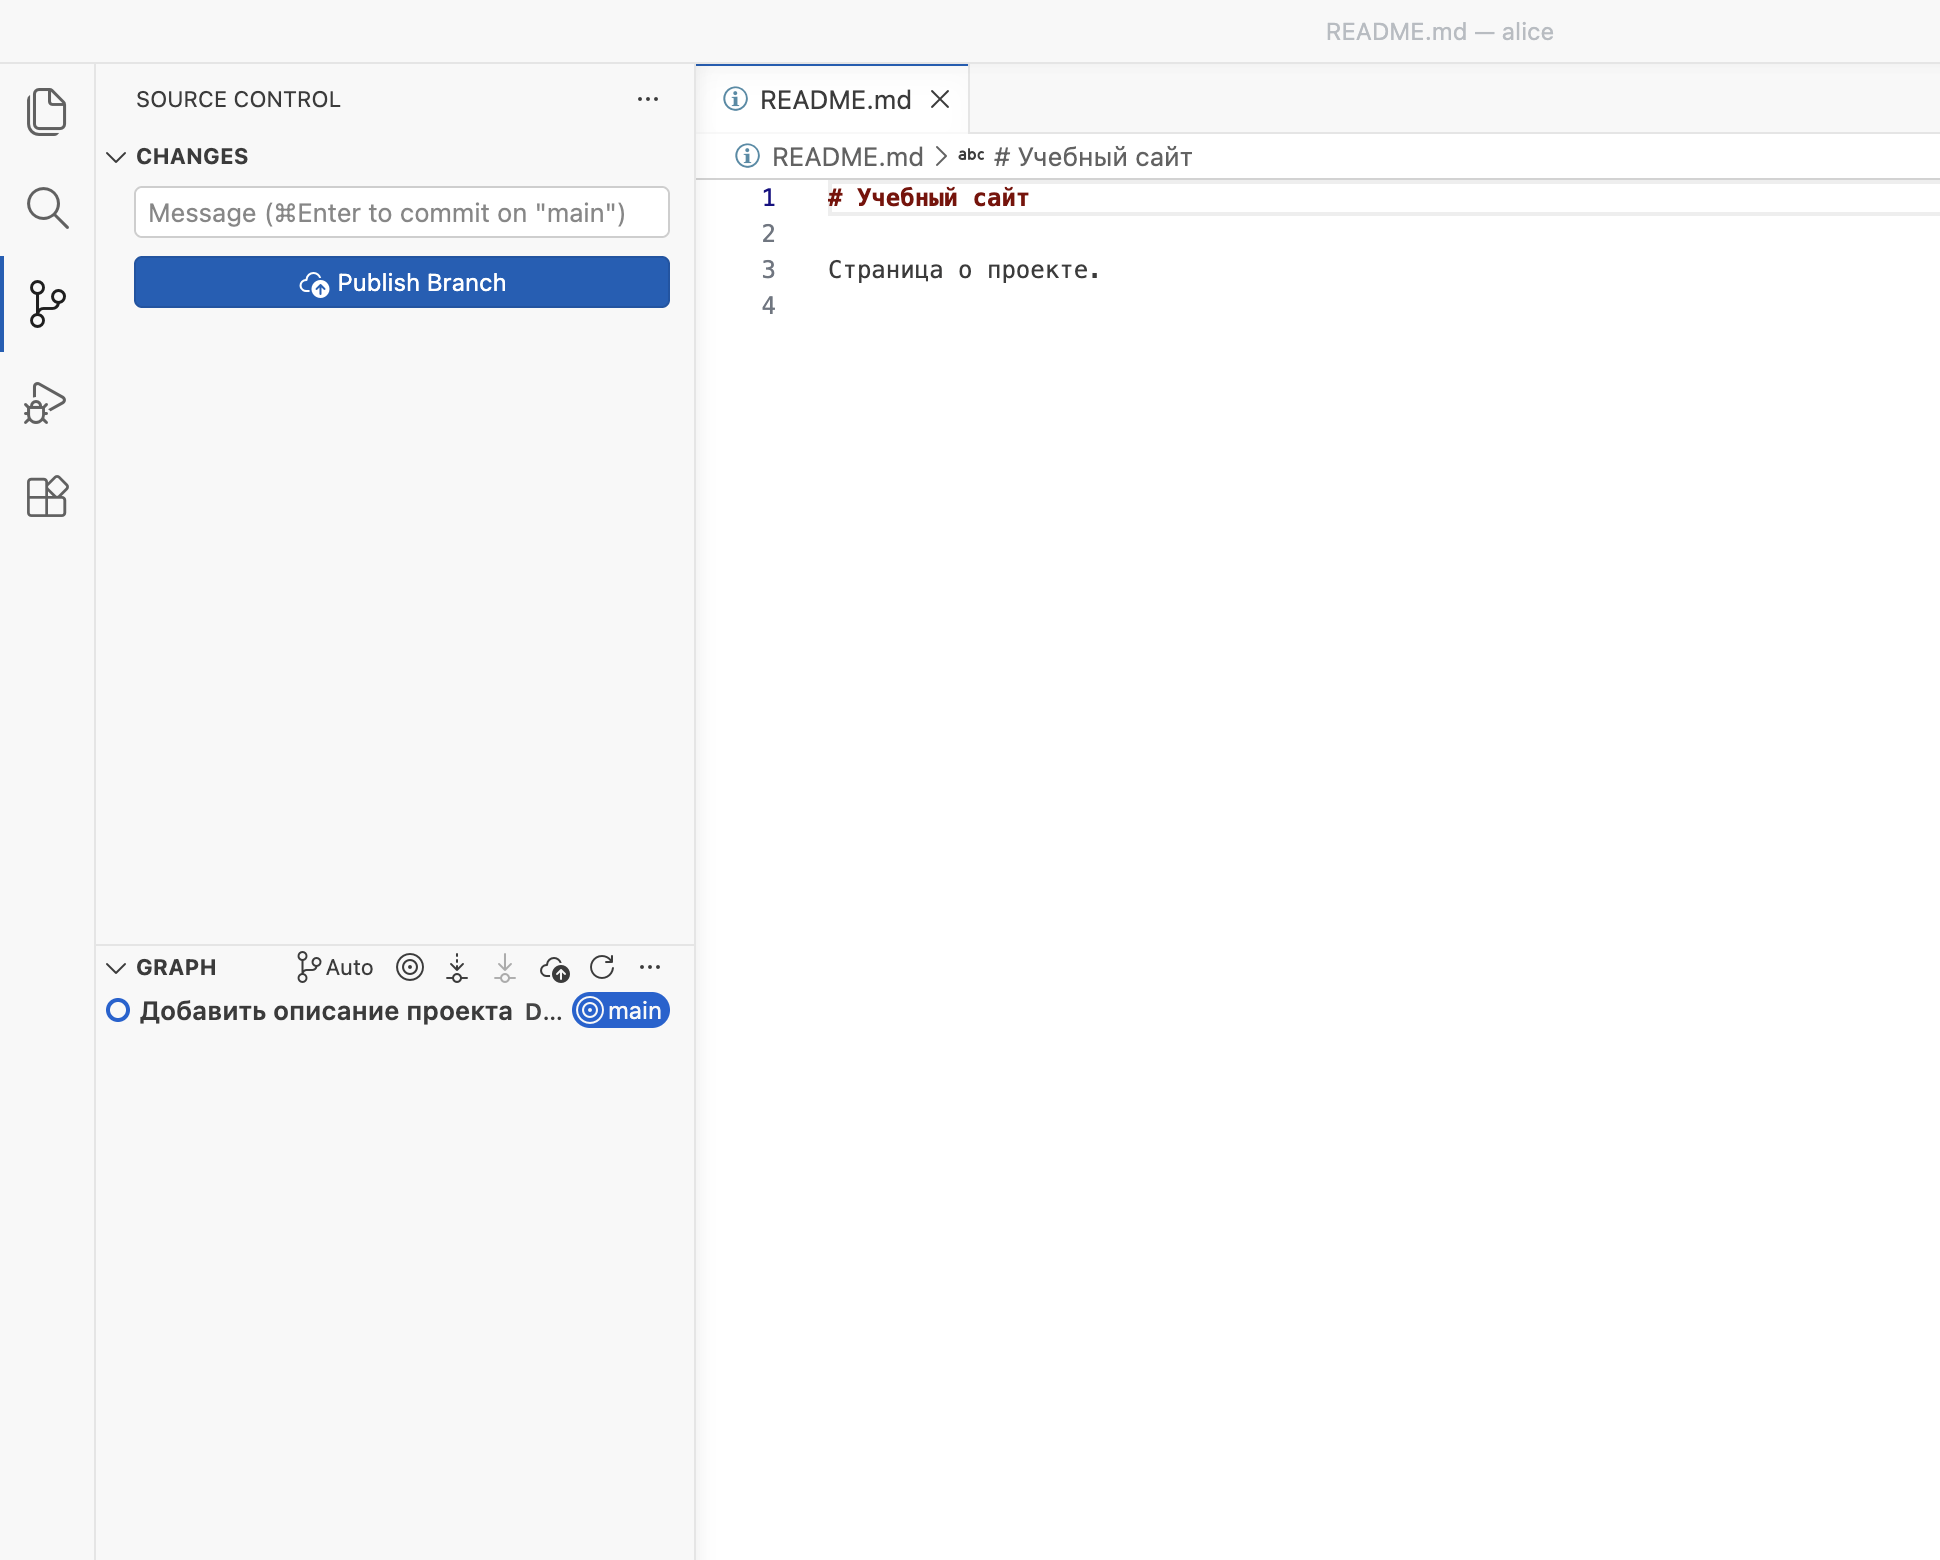 README.md — alice
SOURCE CONTROL
CHANGES
Message (⌘Enter to commit on "main")
Publish Branch
GRAPH
Auto
Добавить описание проекта D...
main
README.md
README.md > abc # Учебный сайт
1 # Учебный сайт
2
3 Страница о проекте.
4